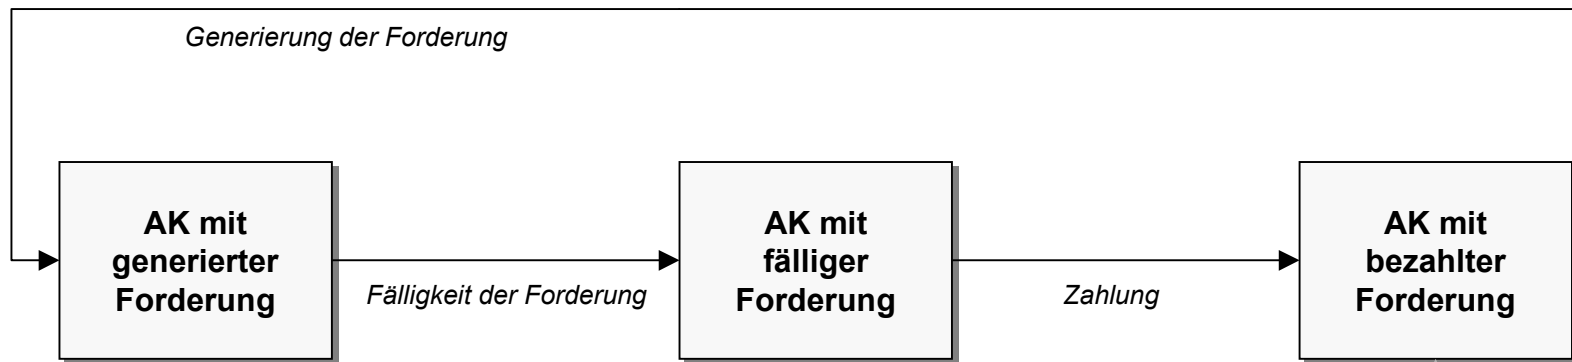 Generierung der Forderung
AK mit
generierter
Forderung
Fälligkeit der Forderung
AK mit
fälliger
Forderung
Zahlung
AK mit
bezahlter
Forderung